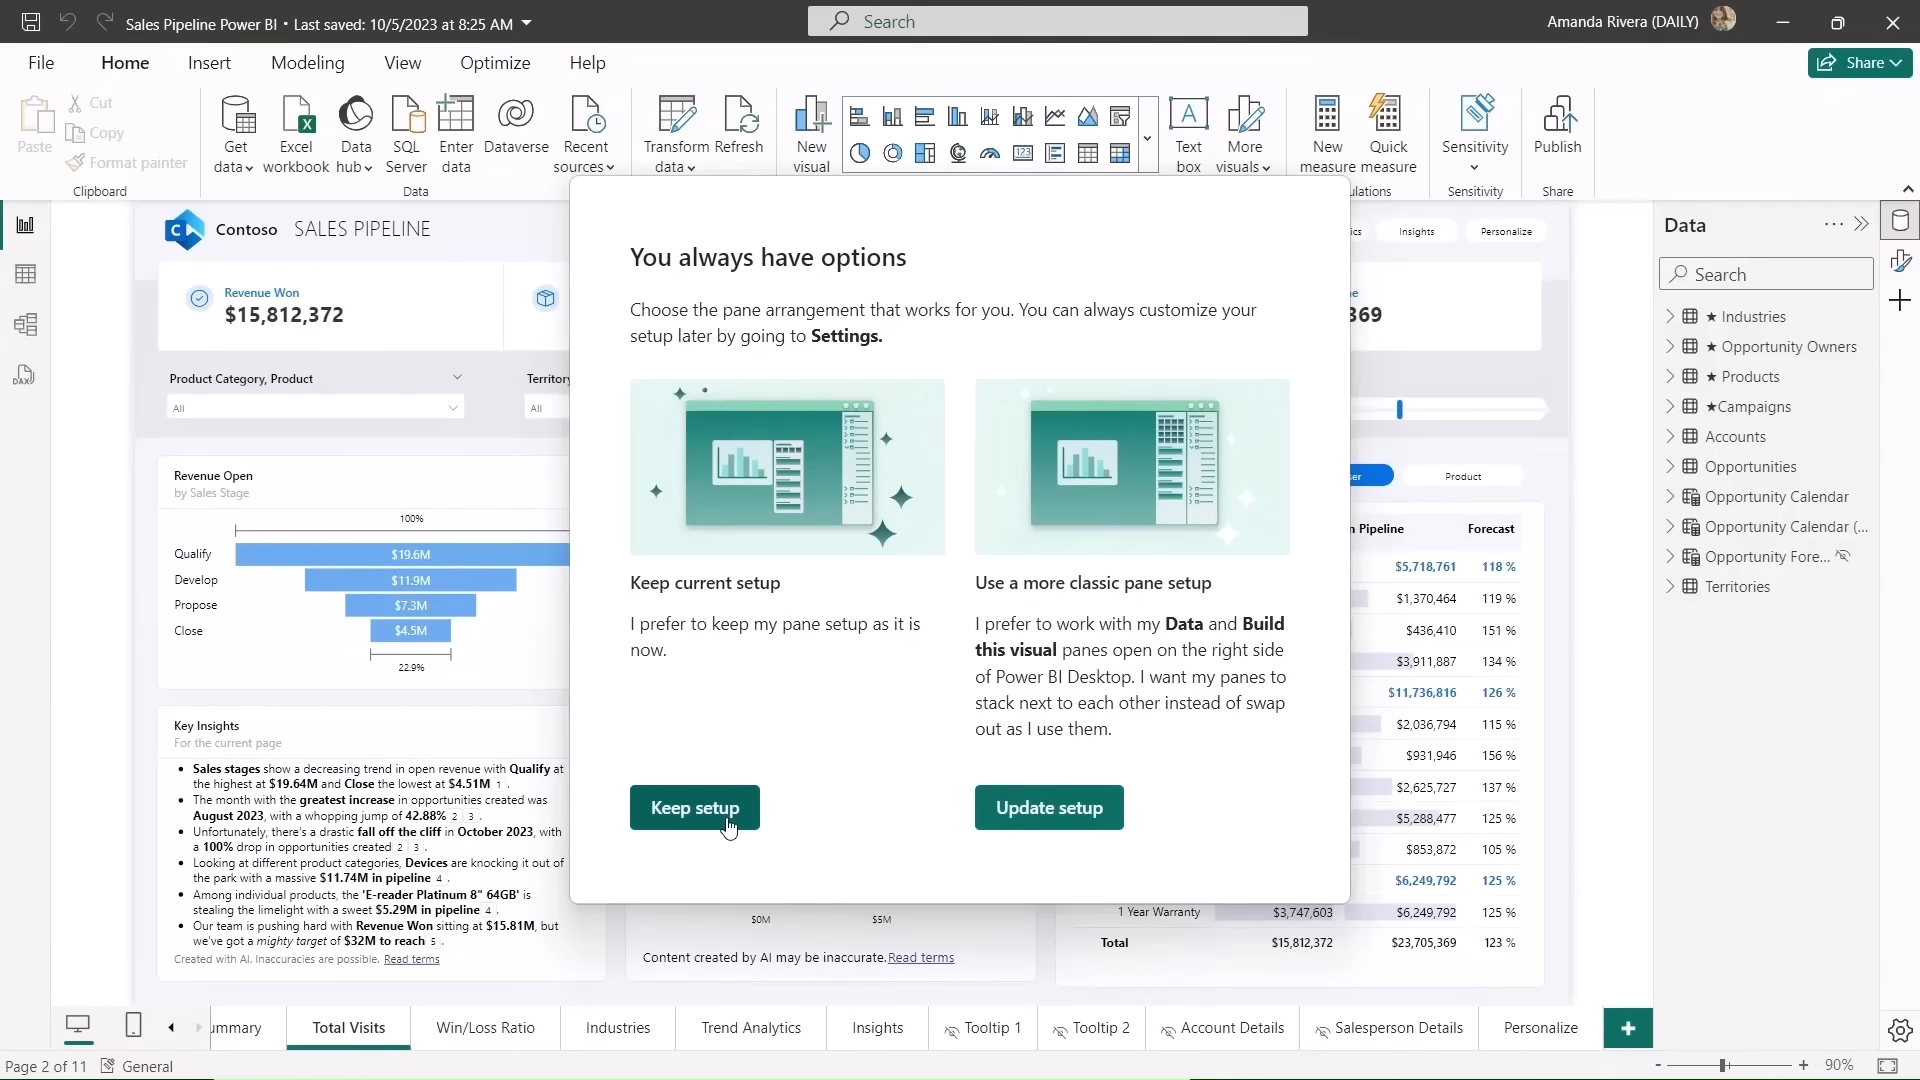 Sales Pipeline Power BI • Last saved: 10/5/2023 at 8:25 AM
Search
Amanda Rivera (DAILY)
File
Home
Insert
Modeling
View
Optimize
Help
Share
Paste
Cut
Copy
Format painter
Clipboard
Get data
Excel workbook
Data hub
SQL Server
Enter data
Dataverse
Recent sources
Data
Transform data
Refresh
New visual
123
A
Text box
More visuals
New measure
Quick measure
Sensitivity
Sensitivity
Publish
Share
DAX
C
Contoso SALES PIPELINE
Insights
Personalize
Revenue Won
$15,812,372
Product Category, Product
All
Territory
All
Revenue Open
by Sales Stage
100%
Qualify
$19.6M
Develop
$11.9M
Propose
$7.3M
Close
$4.5M
22.9%
Key Insights
For the current page
• Sales stages show a decreasing trend in open revenue with Qualify at
the highest at $19.64M and Close the lowest at $4.51M 1 .
• The month with the greatest increase in opportunities created was
August 2023, with a whopping jump of 42.88% 2 3 .
• Unfortunately, there's a drastic fall off the cliff in October 2023, with
a 100% drop in opportunities created 2 3 .
• Looking at different product categories, Devices are knocking it out of
the park with a massive $11.74M in pipeline 4 .
• Among individual products, the 'E-reader Platinum 8" 64GB' is
stealing the limelight with a sweet $5.29M in pipeline 4 .
• Our team is pushing hard with Revenue Won sitting at $15.81M, but
we've got a mighty target of $32M to reach 5 .
Created with AI. Inaccuracies are possible. Read terms
You always have options
Choose the pane arrangement that works for you. You can always customize your
setup later by going to Settings.
Keep current setup
I prefer to keep my pane setup as it is
now.
Keep setup
Use a more classic pane setup
I prefer to work with my Data and Build
this visual panes open on the right side
of Power BI Desktop. I want my panes to
stack next to each other instead of swap
out as I use them.
Update setup
$0M
$5M
Content created by AI may be inaccurate. Read terms
369
Product
Pipeline
Forecast
$5,718,761 118 %
$1,370,464 119 %
$436,410 151 %
$3,911,887 134 %
$11,736,816 126 %
$2,036,794 115 %
$931,946 156 %
$2,625,727 137 %
$5,288,477 125 %
$853,872 105 %
$6,249,792 125 %
1 Year Warranty $3,747,603 $6,249,792 125 %
Total $15,812,372 $23,705,369 123 %
Data
Search
★ Industries
★ Opportunity Owners
★ Products
★Campaigns
Accounts
Opportunities
Opportunity Calendar
Opportunity Calendar (...
Opportunity Fore...
Territories
ummary
Total Visits
Win/Loss Ratio
Industries
Trend Analytics
Insights
Tooltip 1
Tooltip 2
Account Details
Salesperson Details
Personalize
+
Page 2 of 11
General
- + 90%